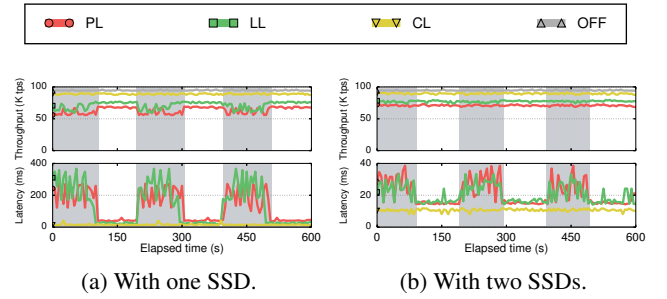 PL LL CL OFF
Throughput (K tps)
100
50
0
Latency (ms)
400
200
0
0 150 300 450 600
Elapsed time (s)
(a) With one SSD.
Throughput (K tps)
100
50
0
Latency (ms)
40
20
0
0 150 300 450 600
Elapsed time (s)
(b) With two SSDs.